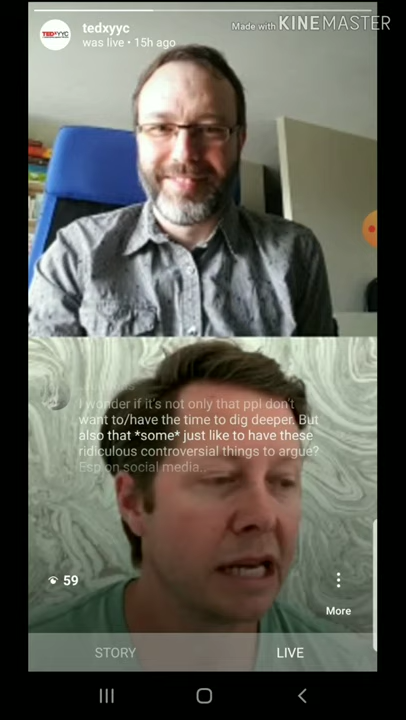 Made with KINEMASTER
TEDxYYC
tedxyyc
was live • 15h ago
I wonder if it's not only that ppl don't
want to/have the time to dig deeper. But
also that *some* just like to have these
ridiculous controversial things to argue?
Esp on social media..
59
More
STORY
LIVE